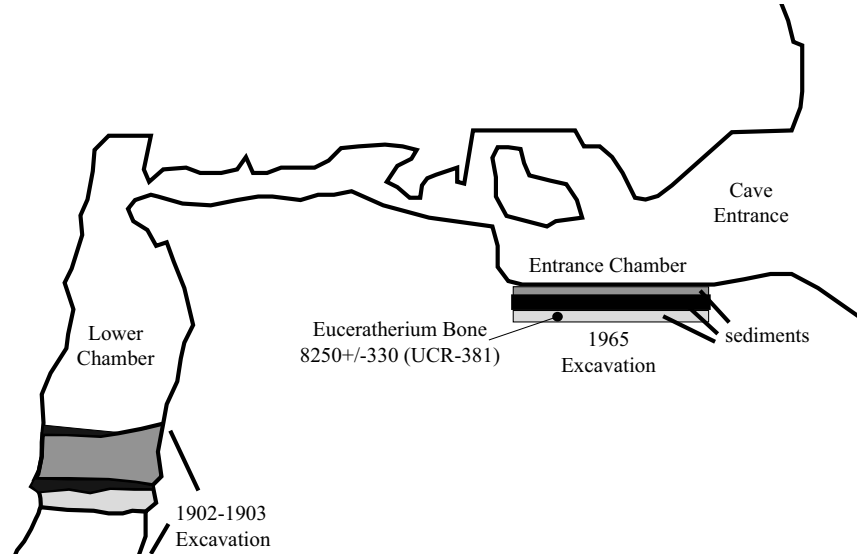 Cave
Entrance
Entrance Chamber
Euceratherium Bone
8250+/-330 (UCR-381)
1965
Excavation
sediments
Lower
Chamber
1902-1903
Excavation